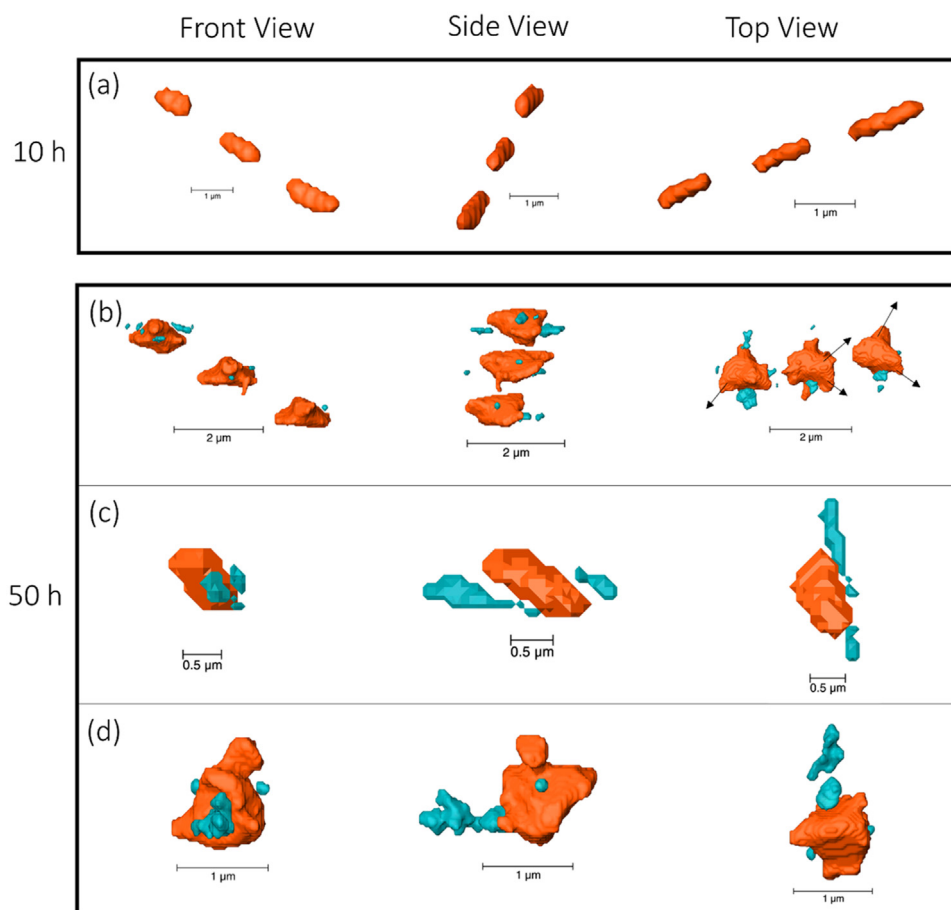 Front View Side View Top View
10 h
(a)
1 µm 1 µm 1 µm
50 h
(b)
2 µm 2 µm 2 µm
(c)
0.5 µm 0.5 µm 0.5 µm
(d)
1 µm 1 µm 1 µm